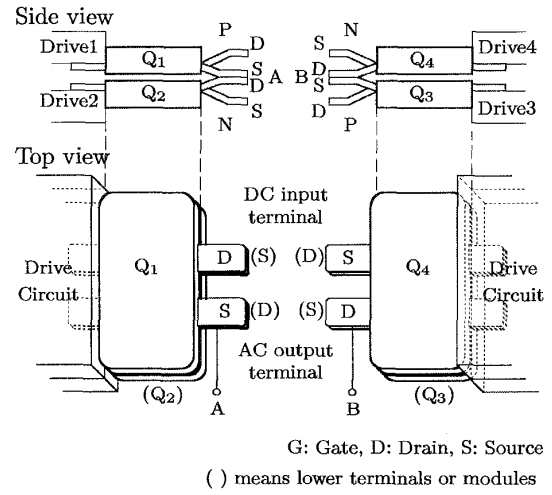 Side view
P N
Drive1 Q1 D S Q4 Drive4
S A B D
Drive2 Q2 D S Q3 Drive3
S D
N P
Top view
DC input
terminal
Q1 D (S) (D) S Q4
Drive
Circuit
Drive
Circuit
S (D) (S) D
AC output
terminal
(Q2) (Q3)
A B
G: Gate, D: Drain, S: Source
( ) means lower terminals or modules